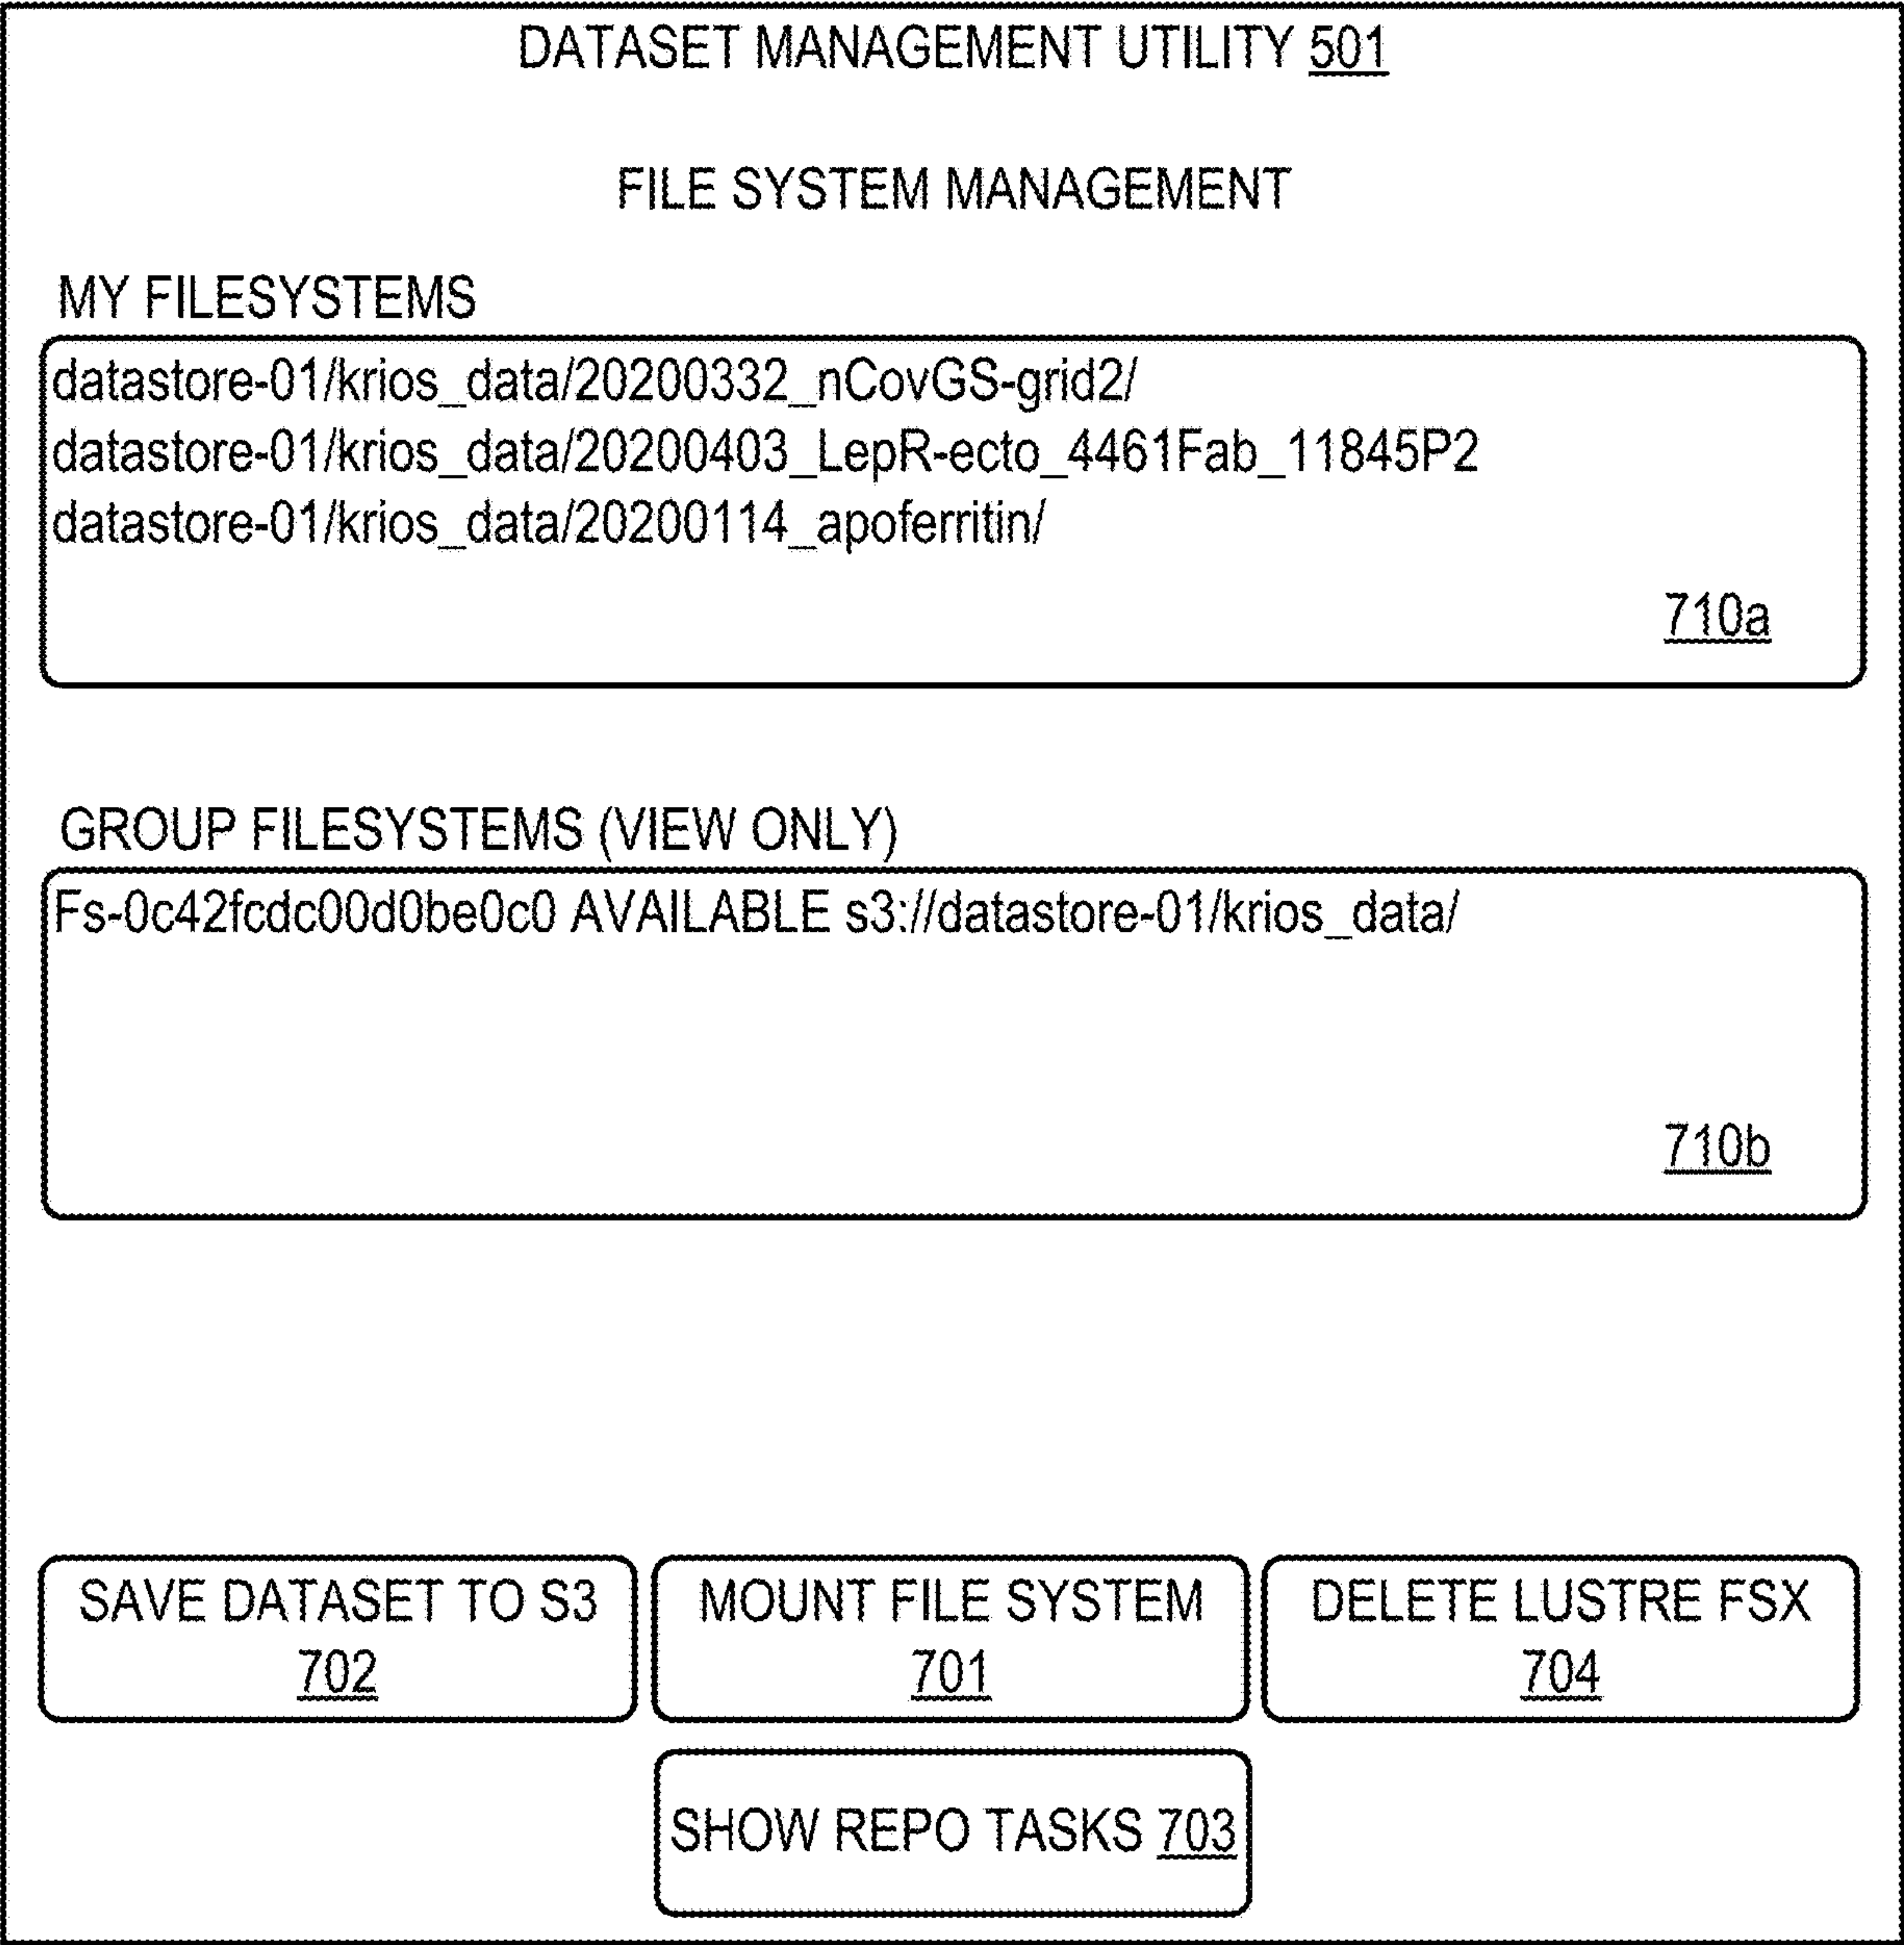 DATASET MANAGEMENT UTILITY 501
FILE SYSTEM MANAGEMENT
MY FILESYSTEMS
datastore-01/krios_data/20200332_nCovGS-grid2/
datastore-01/krios_data/20200403_LepR-ecto_4461Fab_11845P2
datastore-01/krios_data/20200114_apoferritin/
710a
GROUP FILESYSTEMS (VIEW ONLY)
Fs-0c42fcdc00d0be0c0 AVAILABLE s3://datastore-01/krios_data/
710b
SAVE DATASET TO S3
702
MOUNT FILE SYSTEM
701
DELETE LUSTRE FSX
704
SHOW REPO TASKS 703